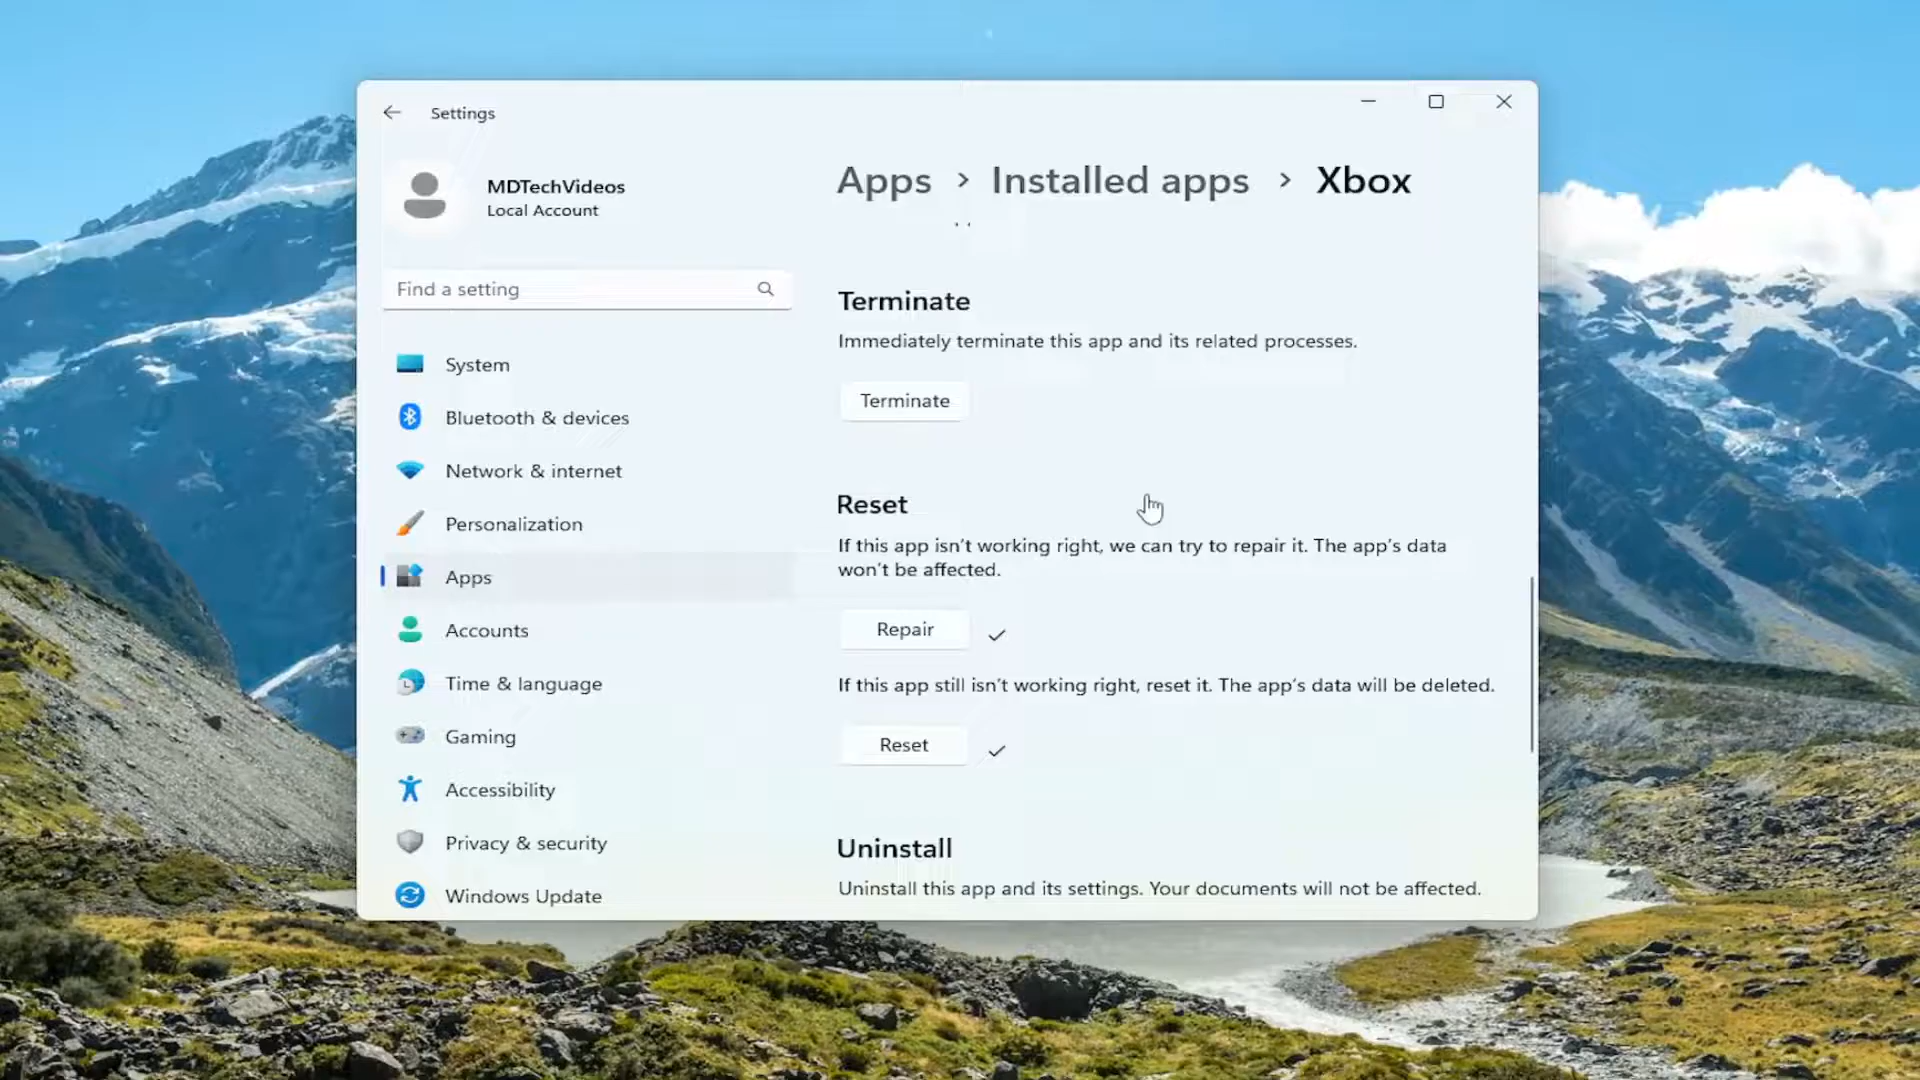 Settings
MDTechVideos
Local Account
Find a setting
System
Bluetooth & devices
Network & internet
Personalization
Apps
Accounts
Time & language
Gaming
Accessibility
Privacy & security
Windows Update
Apps > Installed apps > Xbox
Terminate
Immediately terminate this app and its related processes.
Terminate
Reset
If this app isn't working right, we can try to repair it. The app's data
won't be affected.
Repair
If this app still isn't working right, reset it. The app's data will be deleted.
Reset
Uninstall
Uninstall this app and its settings. Your documents will not be affected.